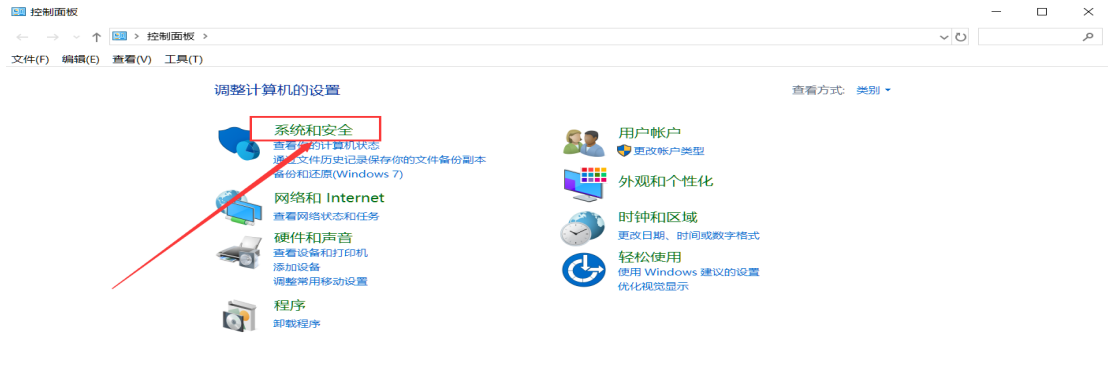 控制面板
控制面板
文件(F) 编辑(E) 查看(V) 工具(T)
调整计算机的设置
查看方式: 类别
系统和安全
查看你的计算机状态
通过文件历史记录保存你的文件备份副本
备份和还原(Windows 7)
网络和 Internet
查看网络状态和任务
硬件和声音
查看设备和打印机
添加设备
调整常用移动设置
程序
卸载程序
用户帐户
更改帐户类型
外观和个性化
时钟和区域
更改日期、时间或数字格式
轻松使用
使用 Windows 建议的设置
优化视觉显示